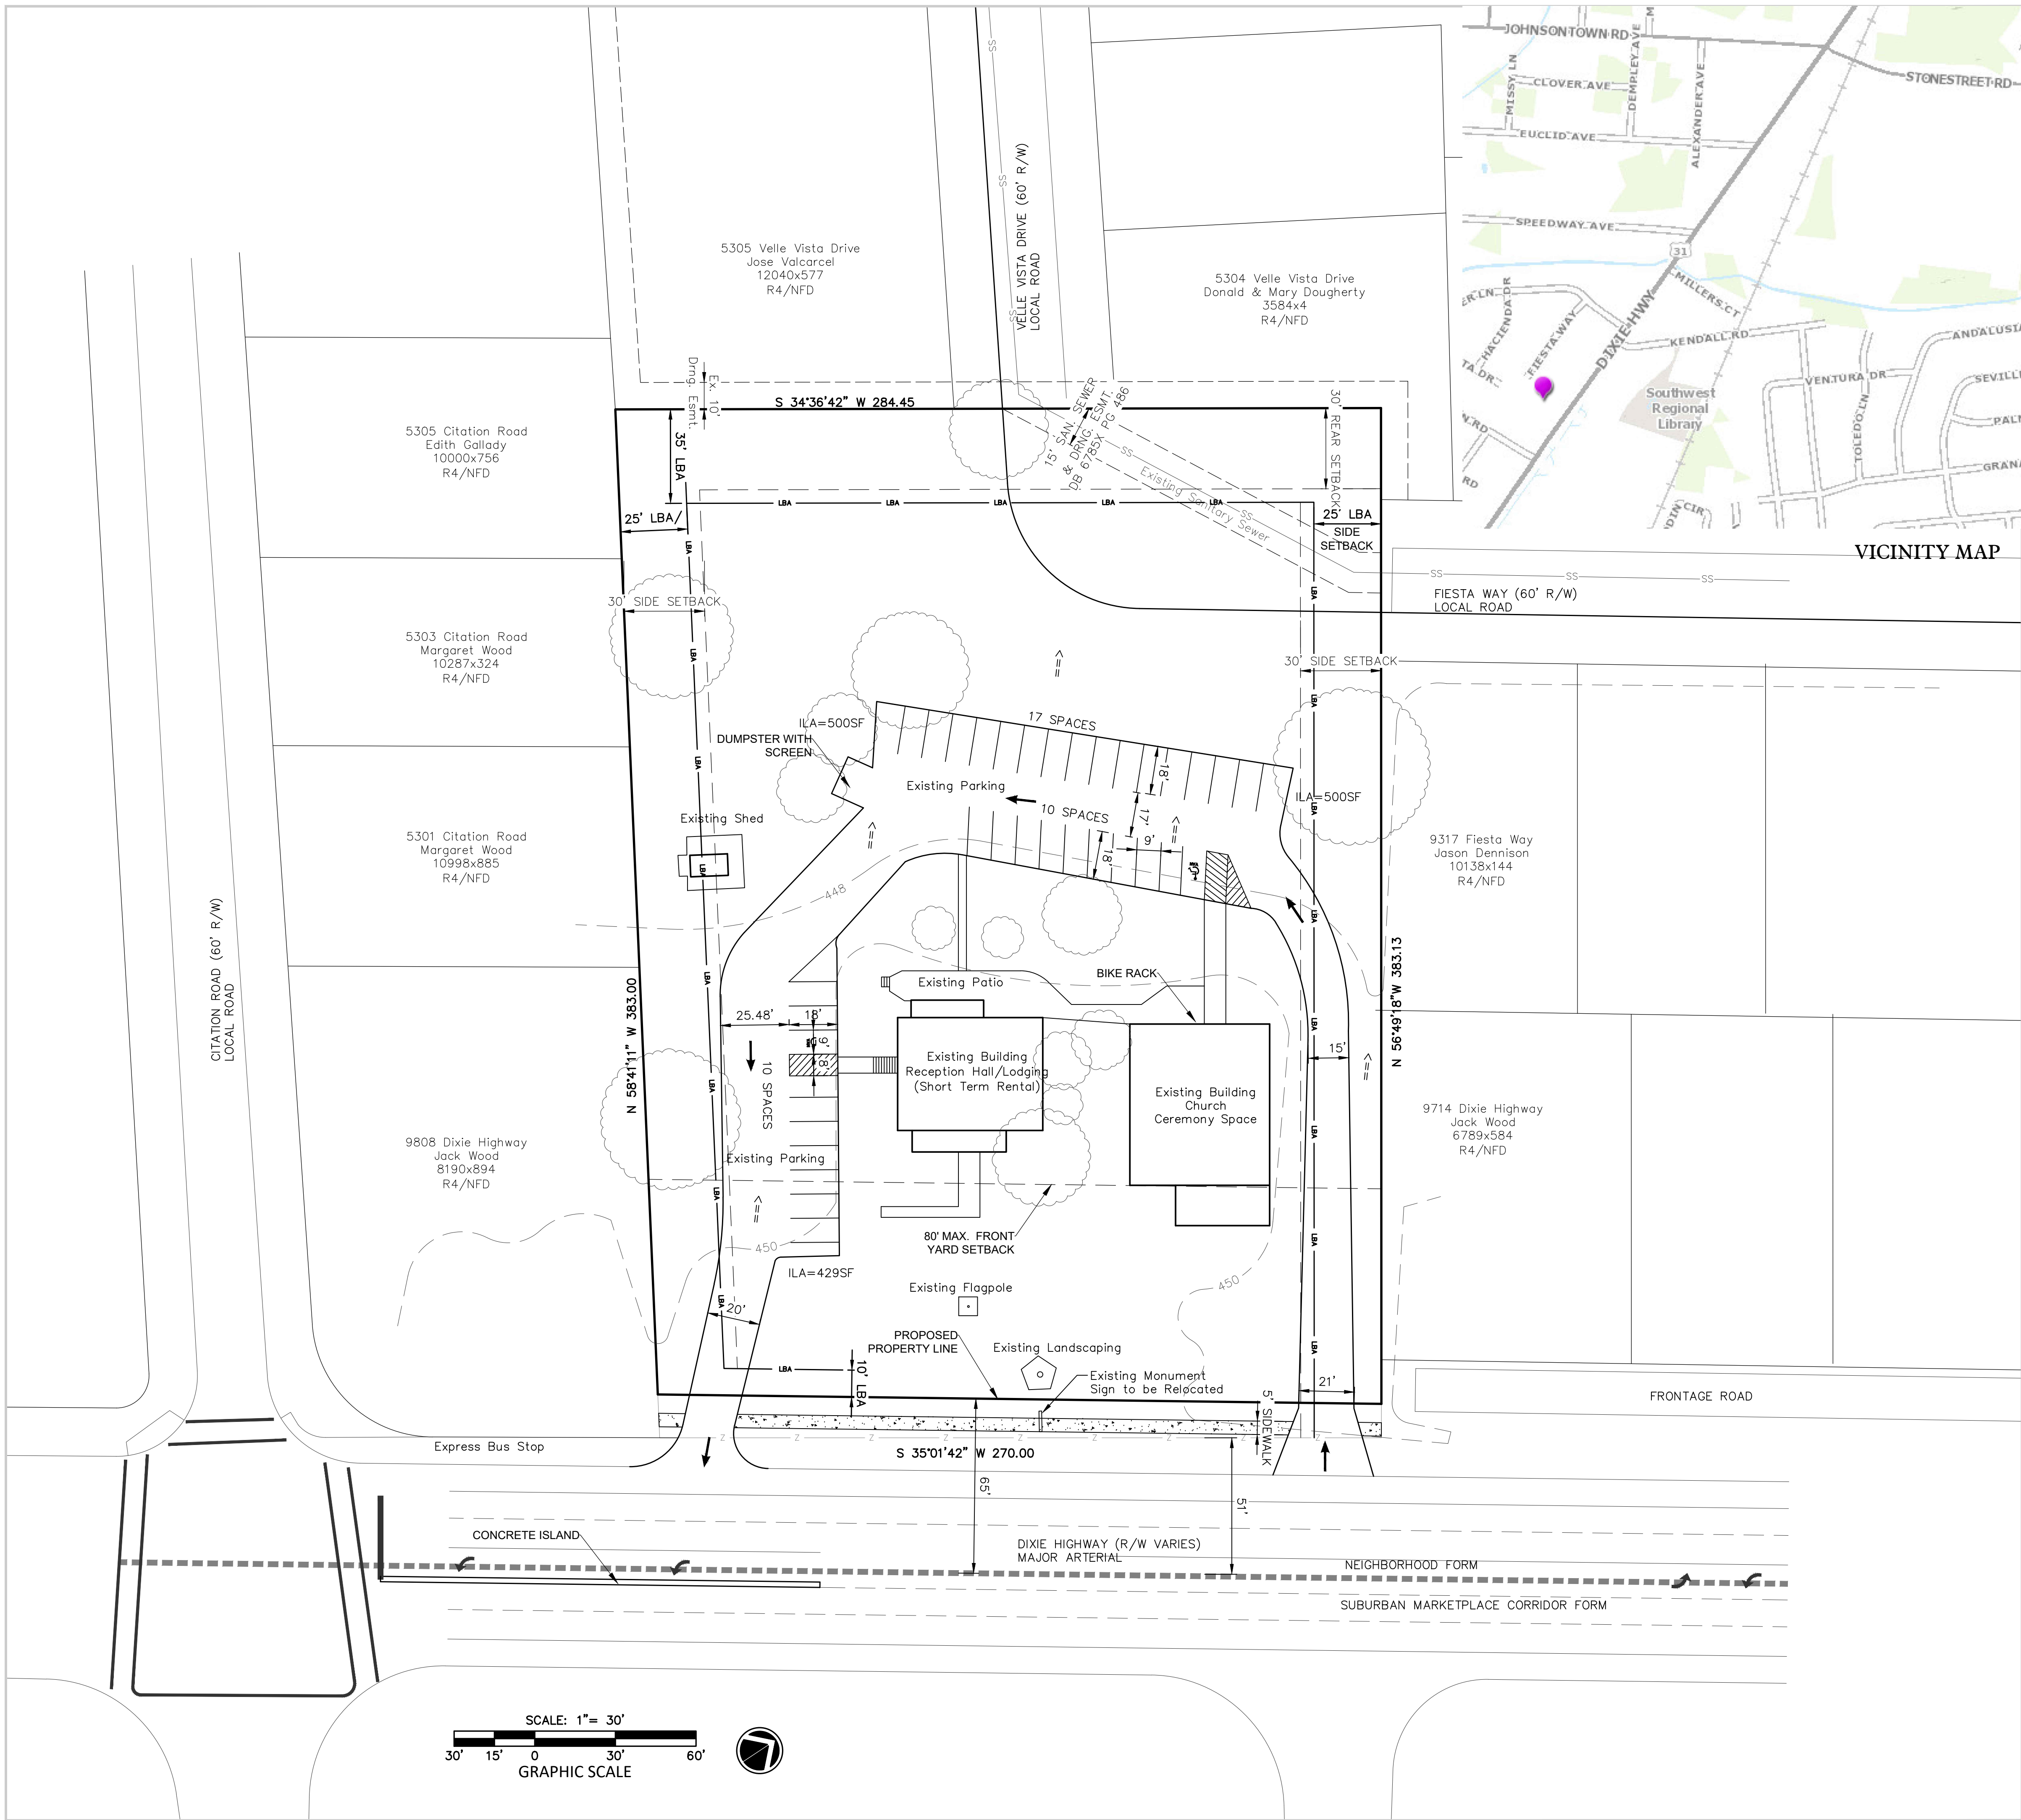 JOHNSONTOWN RD
STONESTREET RD
MISSY LN
CLOVER AVE
DEMPLEY AVE
ALEXANDER AVE
EUCLID AVE
SPEEDWAY AVE
31
MILLERS CT
HACIENDA DR
FIESTA WAY
DIXIE HWY
KENDALL RD
ANDALUSI
VENTURA DR
SEVILL
TOLEDO LN
Southwest
Regional
Library
GRAN
RD
VICINITY MAP
5305 Velle Vista Drive
Jose Valcarcel
12040x577
R4/NFD
VELLE VISTA DRIVE (60' R/W)
LOCAL ROAD
5304 Velle Vista Drive
Donald & Mary Dougherty
3584x4
R4/NFD
Ex. 10'
Drng. Esmt.
S 34°36'42" W 284.45
15' SAN. SEWER
& DRNG. ESMT.
DB 6785X PG 486
30' REAR SETBACK
5305 Citation Road
Edith Gallady
10000x756
R4/NFD
35' LBA
25' LBA/
25' LBA
SIDE
SETBACK
Existing Sanitary Sewer
SS
LBA
30' SIDE SETBACK
FIESTA WAY (60' R/W)
LOCAL ROAD
5303 Citation Road
Margaret Wood
10287x324
R4/NFD
30' SIDE SETBACK
ILA=500SF
17 SPACES
DUMPSTER WITH
SCREEN
Existing Parking
18'
10 SPACES
17'
ILA=500SF
Existing Shed
9'
18'
5301 Citation Road
Margaret Wood
10998x885
R4/NFD
9317 Fiesta Way
Jason Dennison
10138x144
R4/NFD
448
CITATION ROAD (60' R/W)
LOCAL ROAD
N 58°41'11" W 383.00
N 56°49'18"W 383.13
BIKE RACK
Existing Patio
25.48'
18'
9'
8'
10 SPACES
15'
Existing Building
Reception Hall/Lodging
(Short Term Rental)
Existing Building
Church
Ceremony Space
9714 Dixie Highway
Jack Wood
6789x584
R4/NFD
9808 Dixie Highway
Jack Wood
8190x894
R4/NFD
Existing Parking
80' MAX. FRONT
YARD SETBACK
450
ILA=429SF
450
Existing Flagpole
20'
PROPOSED
PROPERTY LINE
Existing Landscaping
Existing Monument
Sign to be Relocated
10' LBA
21'
5' SIDEWALK
FRONTAGE ROAD
Express Bus Stop
S 35°01'42" W 270.00
65'
51'
CONCRETE ISLAND
DIXIE HIGHWAY (R/W VARIES)
MAJOR ARTERIAL
NEIGHBORHOOD FORM
SUBURBAN MARKETPLACE CORRIDOR FORM
SCALE: 1"= 30'
30' 15' 0 30' 60'
GRAPHIC SCALE